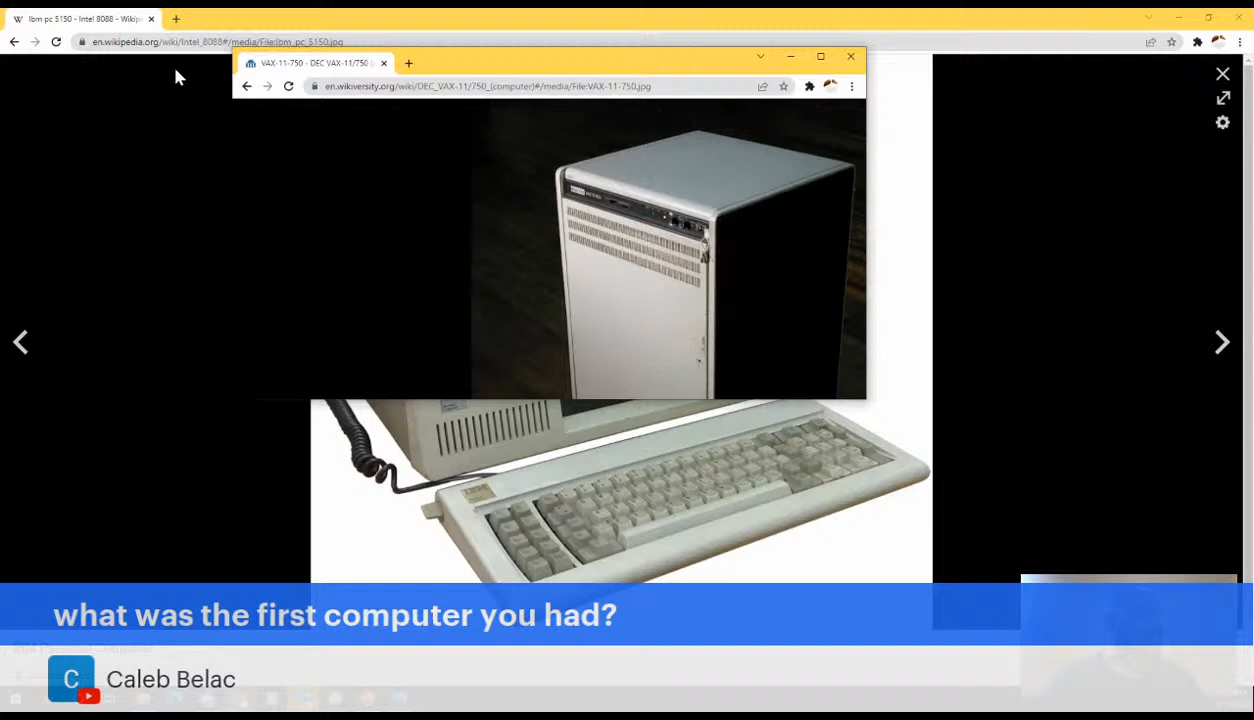 Ibm pc 5150 - Intel 8088 - Wikip
en.wikipedia.org/wiki/Intel_8088#/media/File:Ibm_pc_5150.jpg
VAX-11-750 - DEC VAX-11/750 (
en.wikiversity.org/wiki/DEC_VAX-11/750_(computer)#/media/File:VAX-11-750.jpg
what was the first computer you had?
C
Caleb Belac